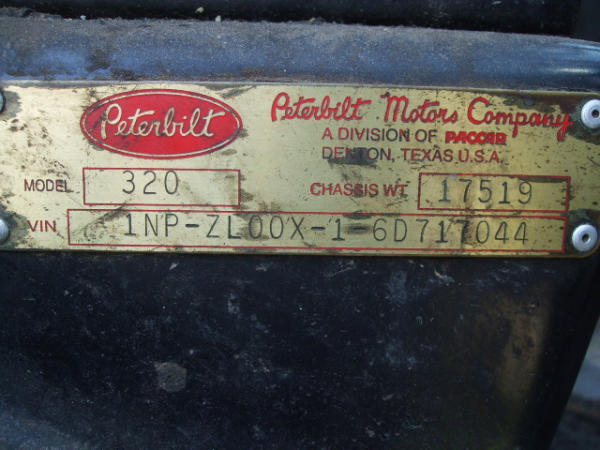 Peterbilt
Peterbilt Motors Company
A DIVISION OF PACCAR
DENTON, TEXAS U.S.A.
MODEL 320 CHASSIS WT. 17519
VIN 1NP-ZL00X-1-6D717044